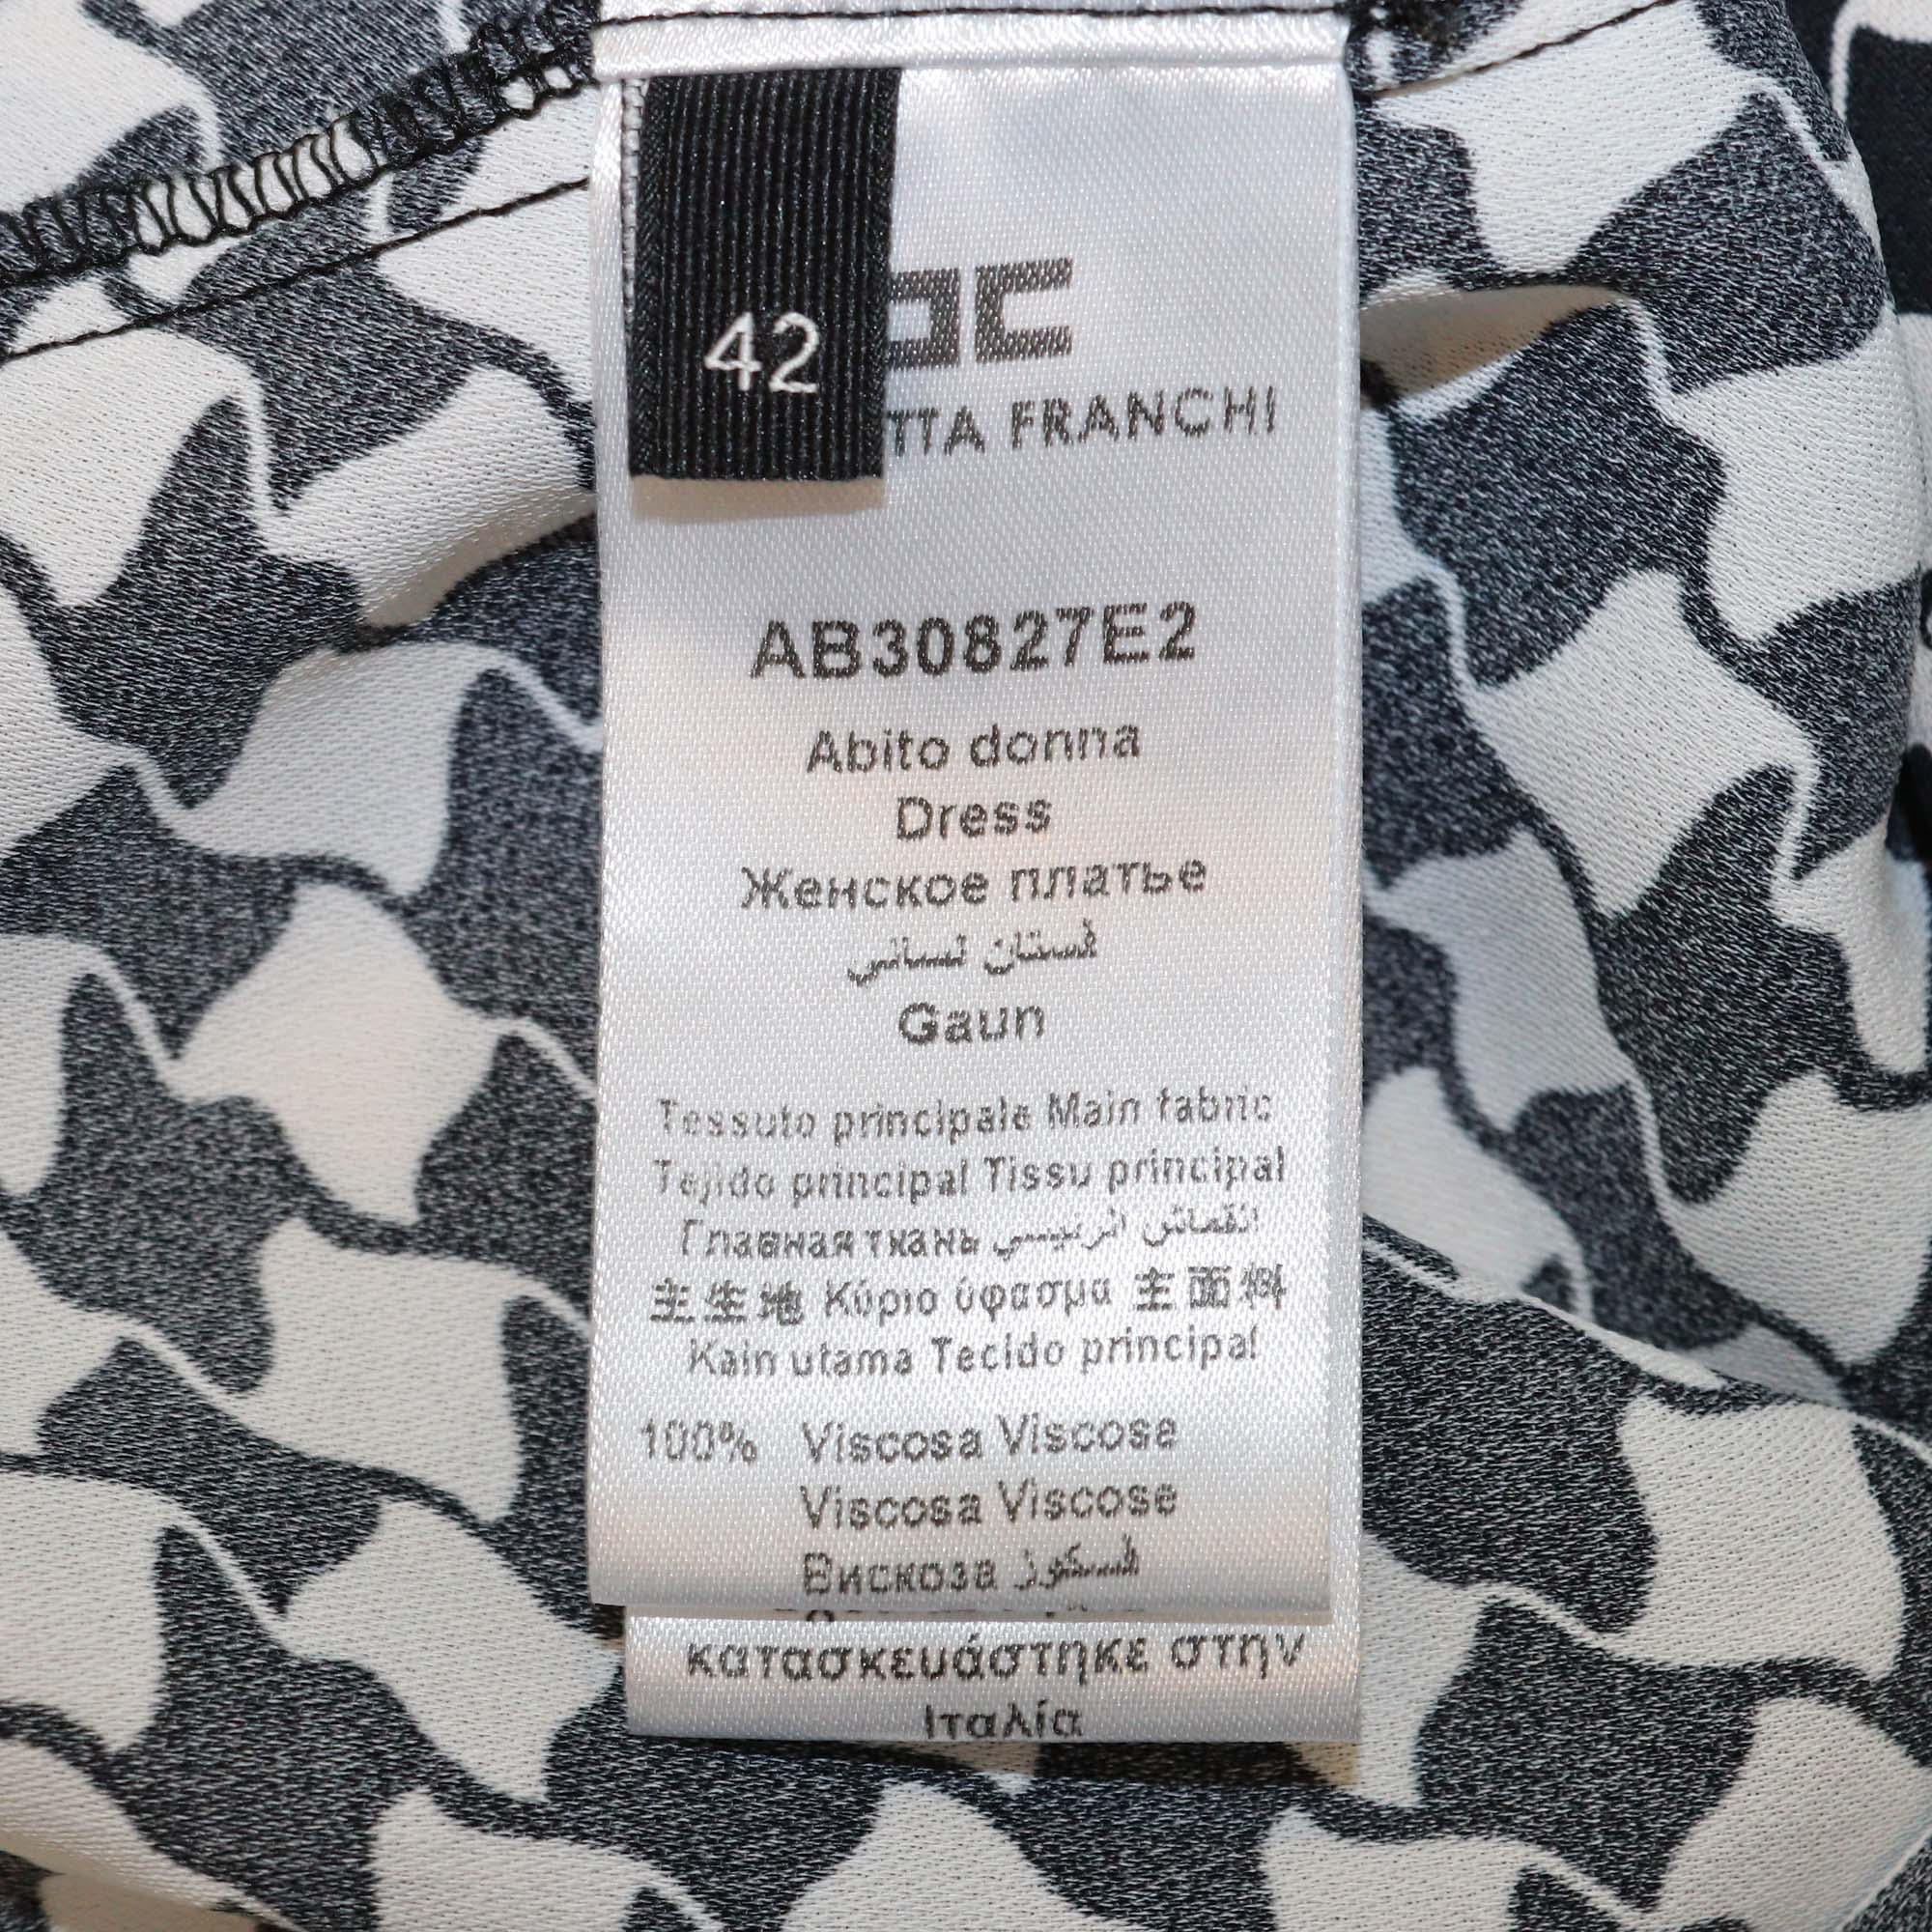 42
TTA FRANCHI
AB30827E2
Abito donna
Dress
Женское платье
فستان نسائي
Gaun
Tessuto principale Main fabric
Tejido principal Tissu principal
Главная ткань القماش الرئيسي
主生地 Κύριο ύφασμα 主面料
Kain utama Tecido principal
100% Viscosa Viscose
Viscosa Viscose
Вискоза فسكوز
κατασκευάστηκε στην
Ιταλία